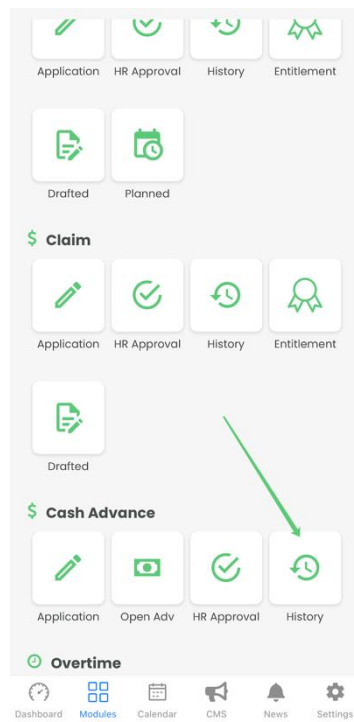 Application HR Approval History Entitlement
Drafted Planned
$ Claim
Application HR Approval History Entitlement
Drafted
$ Cash Advance
Application Open Adv HR Approval History
Overtime
Dashboard Modules Calendar CMS News Settings